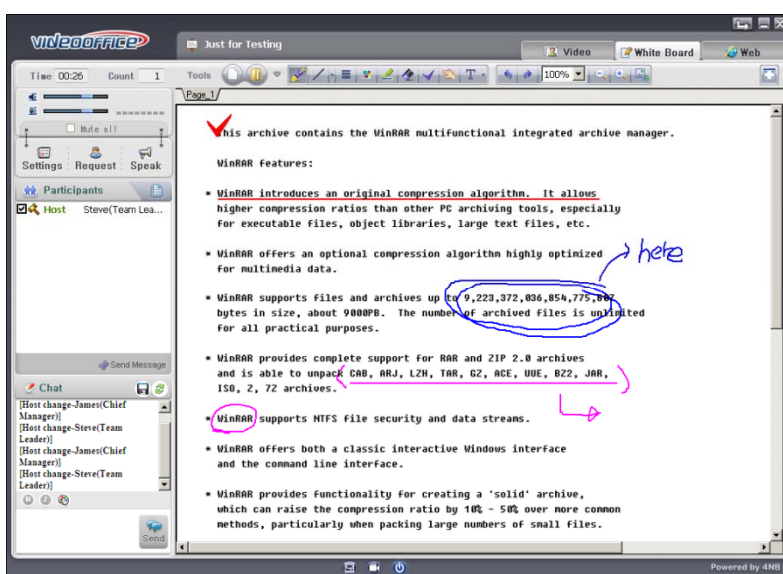 VIDEOOFFICE
Just for Testing
Video
White Board
Web
Time 00:26 Count 1
Tools
T
100%
Page_1
Mute all
Settings Request Speak
Participants
Host Steve(Team Lea...
Send Message
Chat
[Host change-James(Chief
Manager)]
[Host change-Steve(Team
Leader)]
[Host change-James(Chief
Manager)]
[Host change-Steve(Team
Leader)]
Send
This archive contains the WinRAR multifunctional integrated archive manager.
WinRAR features:
* WinRAR introduces an original compression algorithm. It allows
higher compression ratios than other PC archiving tools, especially
for executable files, object libraries, large text files, etc.
* WinRAR offers an optional compression algorithm highly optimized
for multimedia data.
here
* WinRAR supports files and archives up to 9,223,372,036,854,775,807
bytes in size, about 9000PB. The number of archived files is unlimited
for all practical purposes.
* WinRAR provides complete support for RAR and ZIP 2.0 archives
and is able to unpack CAB, ARJ, LZH, TAR, GZ, ACE, UUE, BZ2, JAR,
ISO, Z, 7Z archives.
* WinRAR supports NTFS file security and data streams.
* WinRAR offers both a classic interactive Windows interface
and the command line interface.
* WinRAR provides functionality for creating a 'solid' archive,
which can raise the compression ratio by 10% - 50% over more common
methods, particularly when packing large numbers of small files.
Powered by 4NB